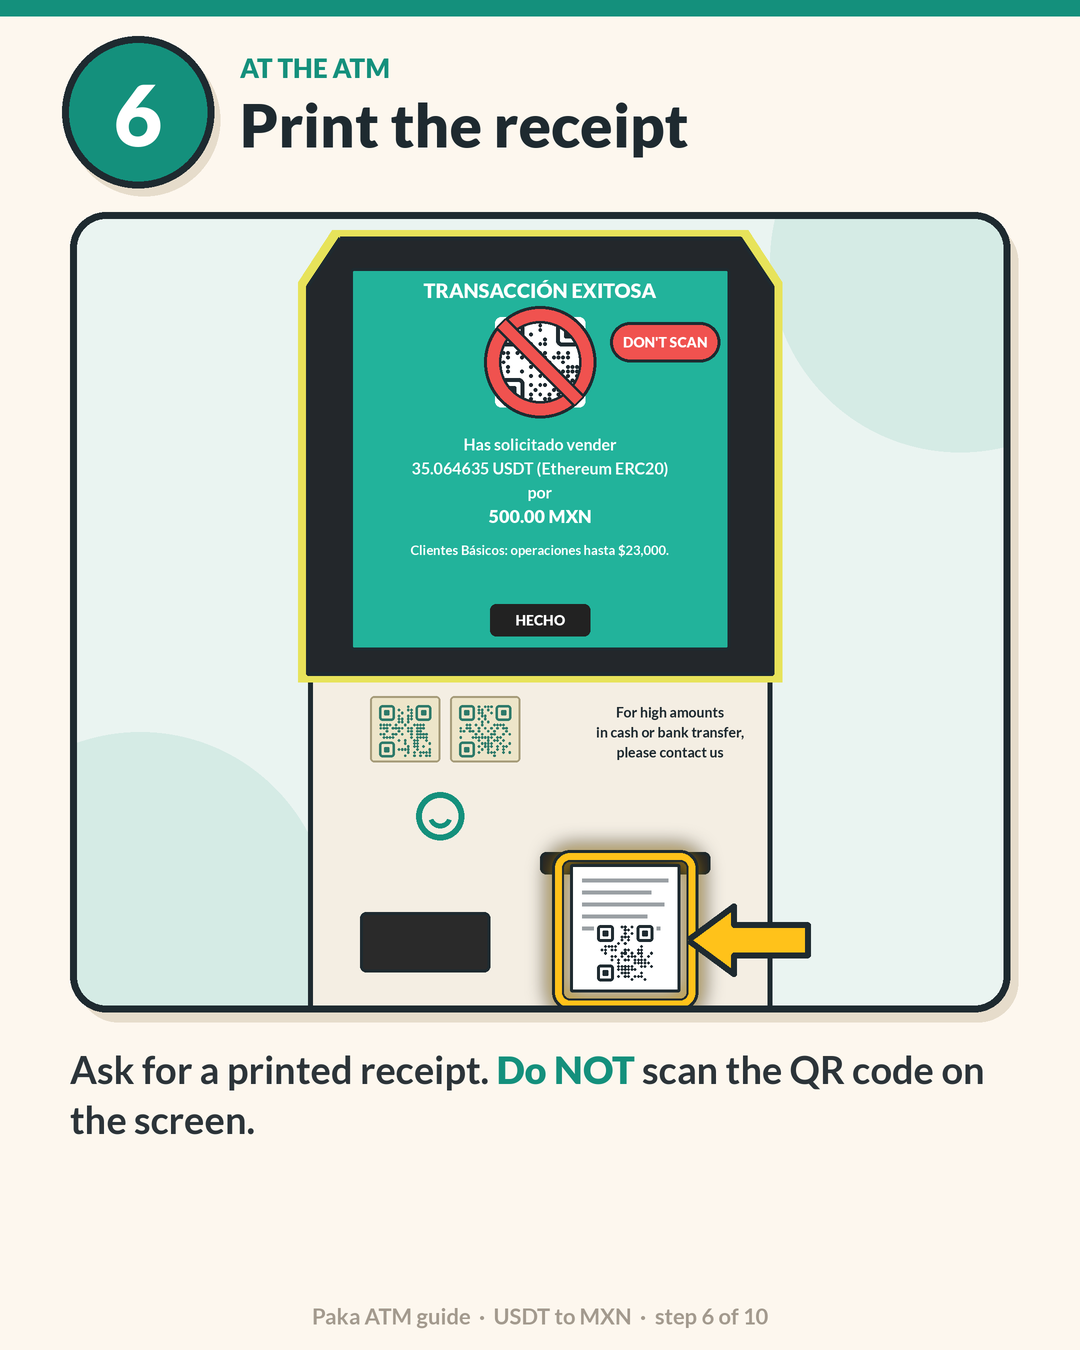 6
AT THE ATM
Print the receipt
TRANSACCIÓN EXITOSA
DON'T SCAN
Has solicitado vender
35.064635 USDT (Ethereum ERC20)
por
500.00 MXN
Clientes Básicos: operaciones hasta $23,000.
HECHO
For high amounts
in cash or bank transfer,
please contact us
Ask for a printed receipt. Do NOT scan the QR code on
the screen.
Paka ATM guide · USDT to MXN · step 6 of 10